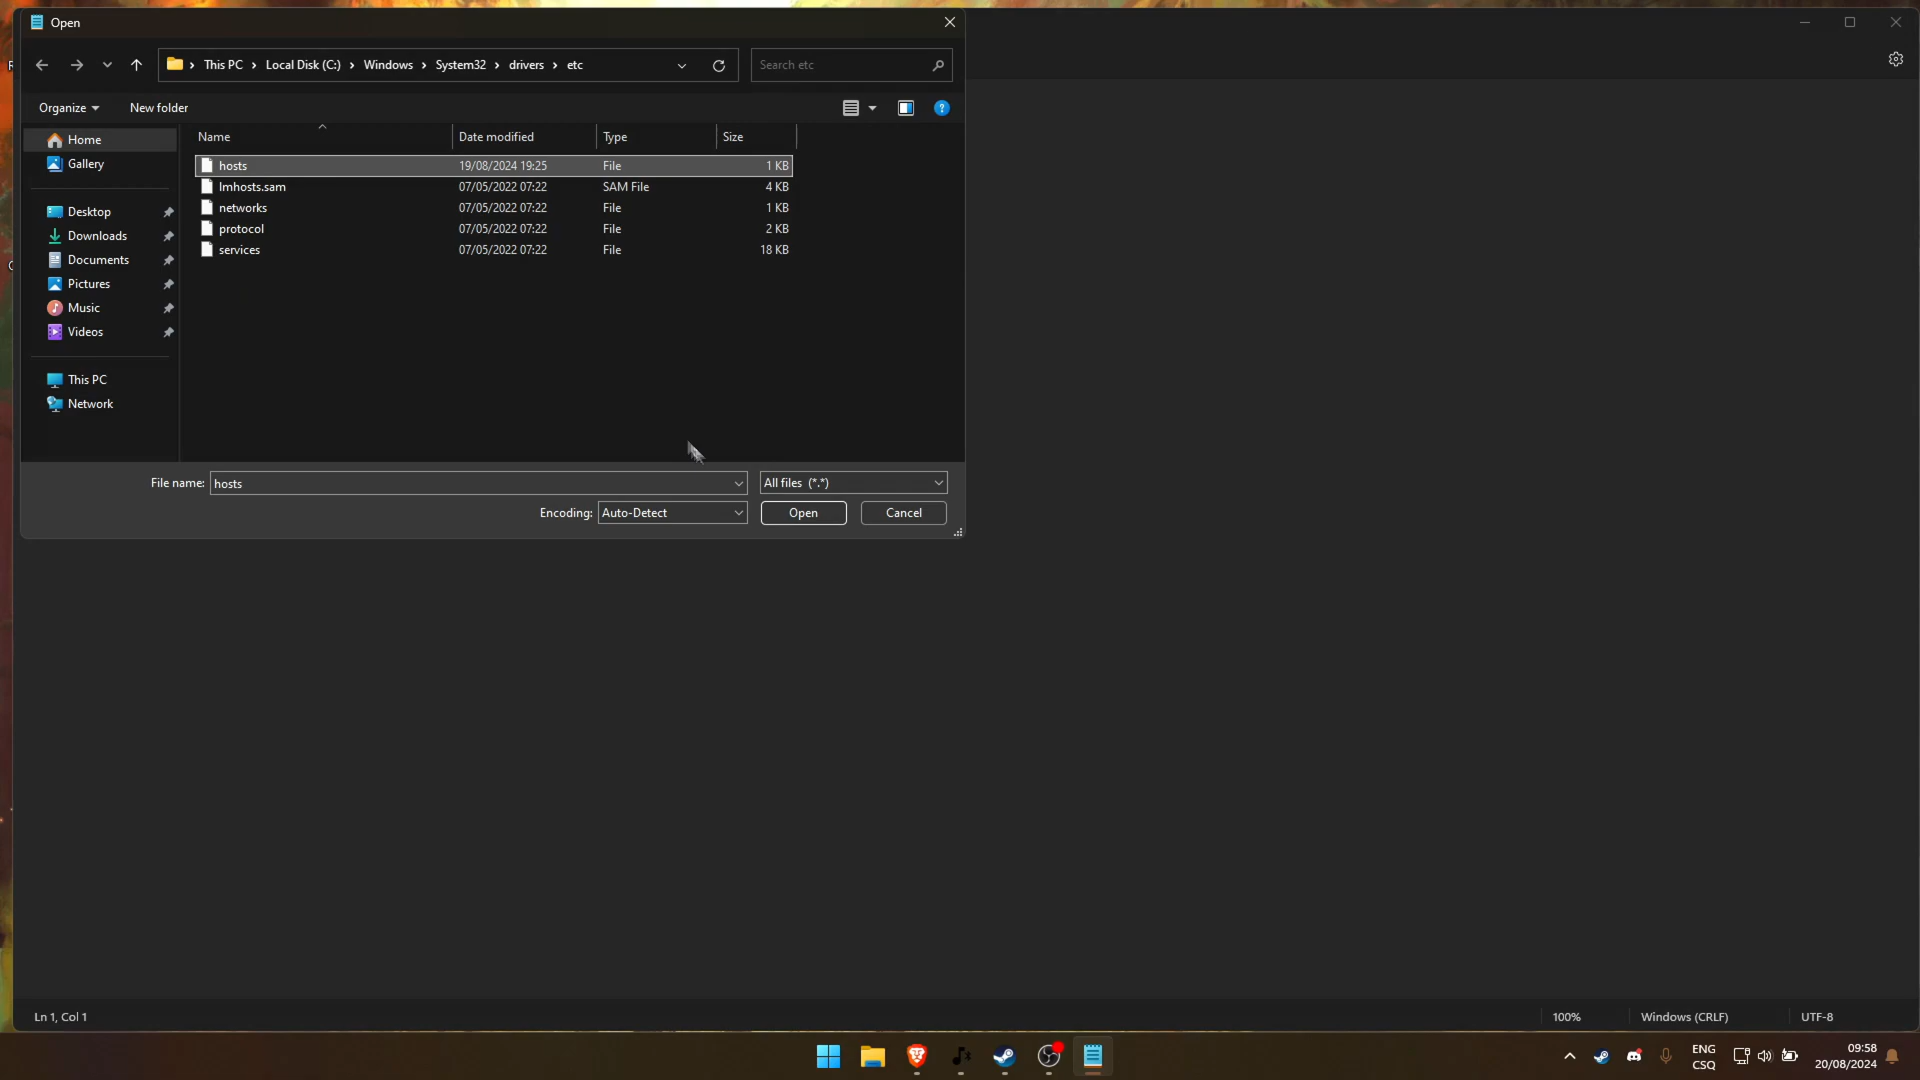 Open
This PC > Local Disk (C:) > Windows > System32 > drivers > etc
Search etc
Organize
New folder
Home
Gallery
Desktop
Downloads
Documents
Pictures
Music
Videos
This PC
Network
Name Date modified Type Size
hosts 19/08/2024 19:25 File 1 KB
lmhosts.sam 07/05/2022 07:22 SAM File 4 KB
networks 07/05/2022 07:22 File 1 KB
protocol 07/05/2022 07:22 File 2 KB
services 07/05/2022 07:22 File 18 KB
File name: hosts
All files (*.*)
Encoding: Auto-Detect
Open
Cancel
Ln 1, Col 1
100%
Windows (CRLF)
UTF-8
ENG
CSQ
09:58
20/08/2024